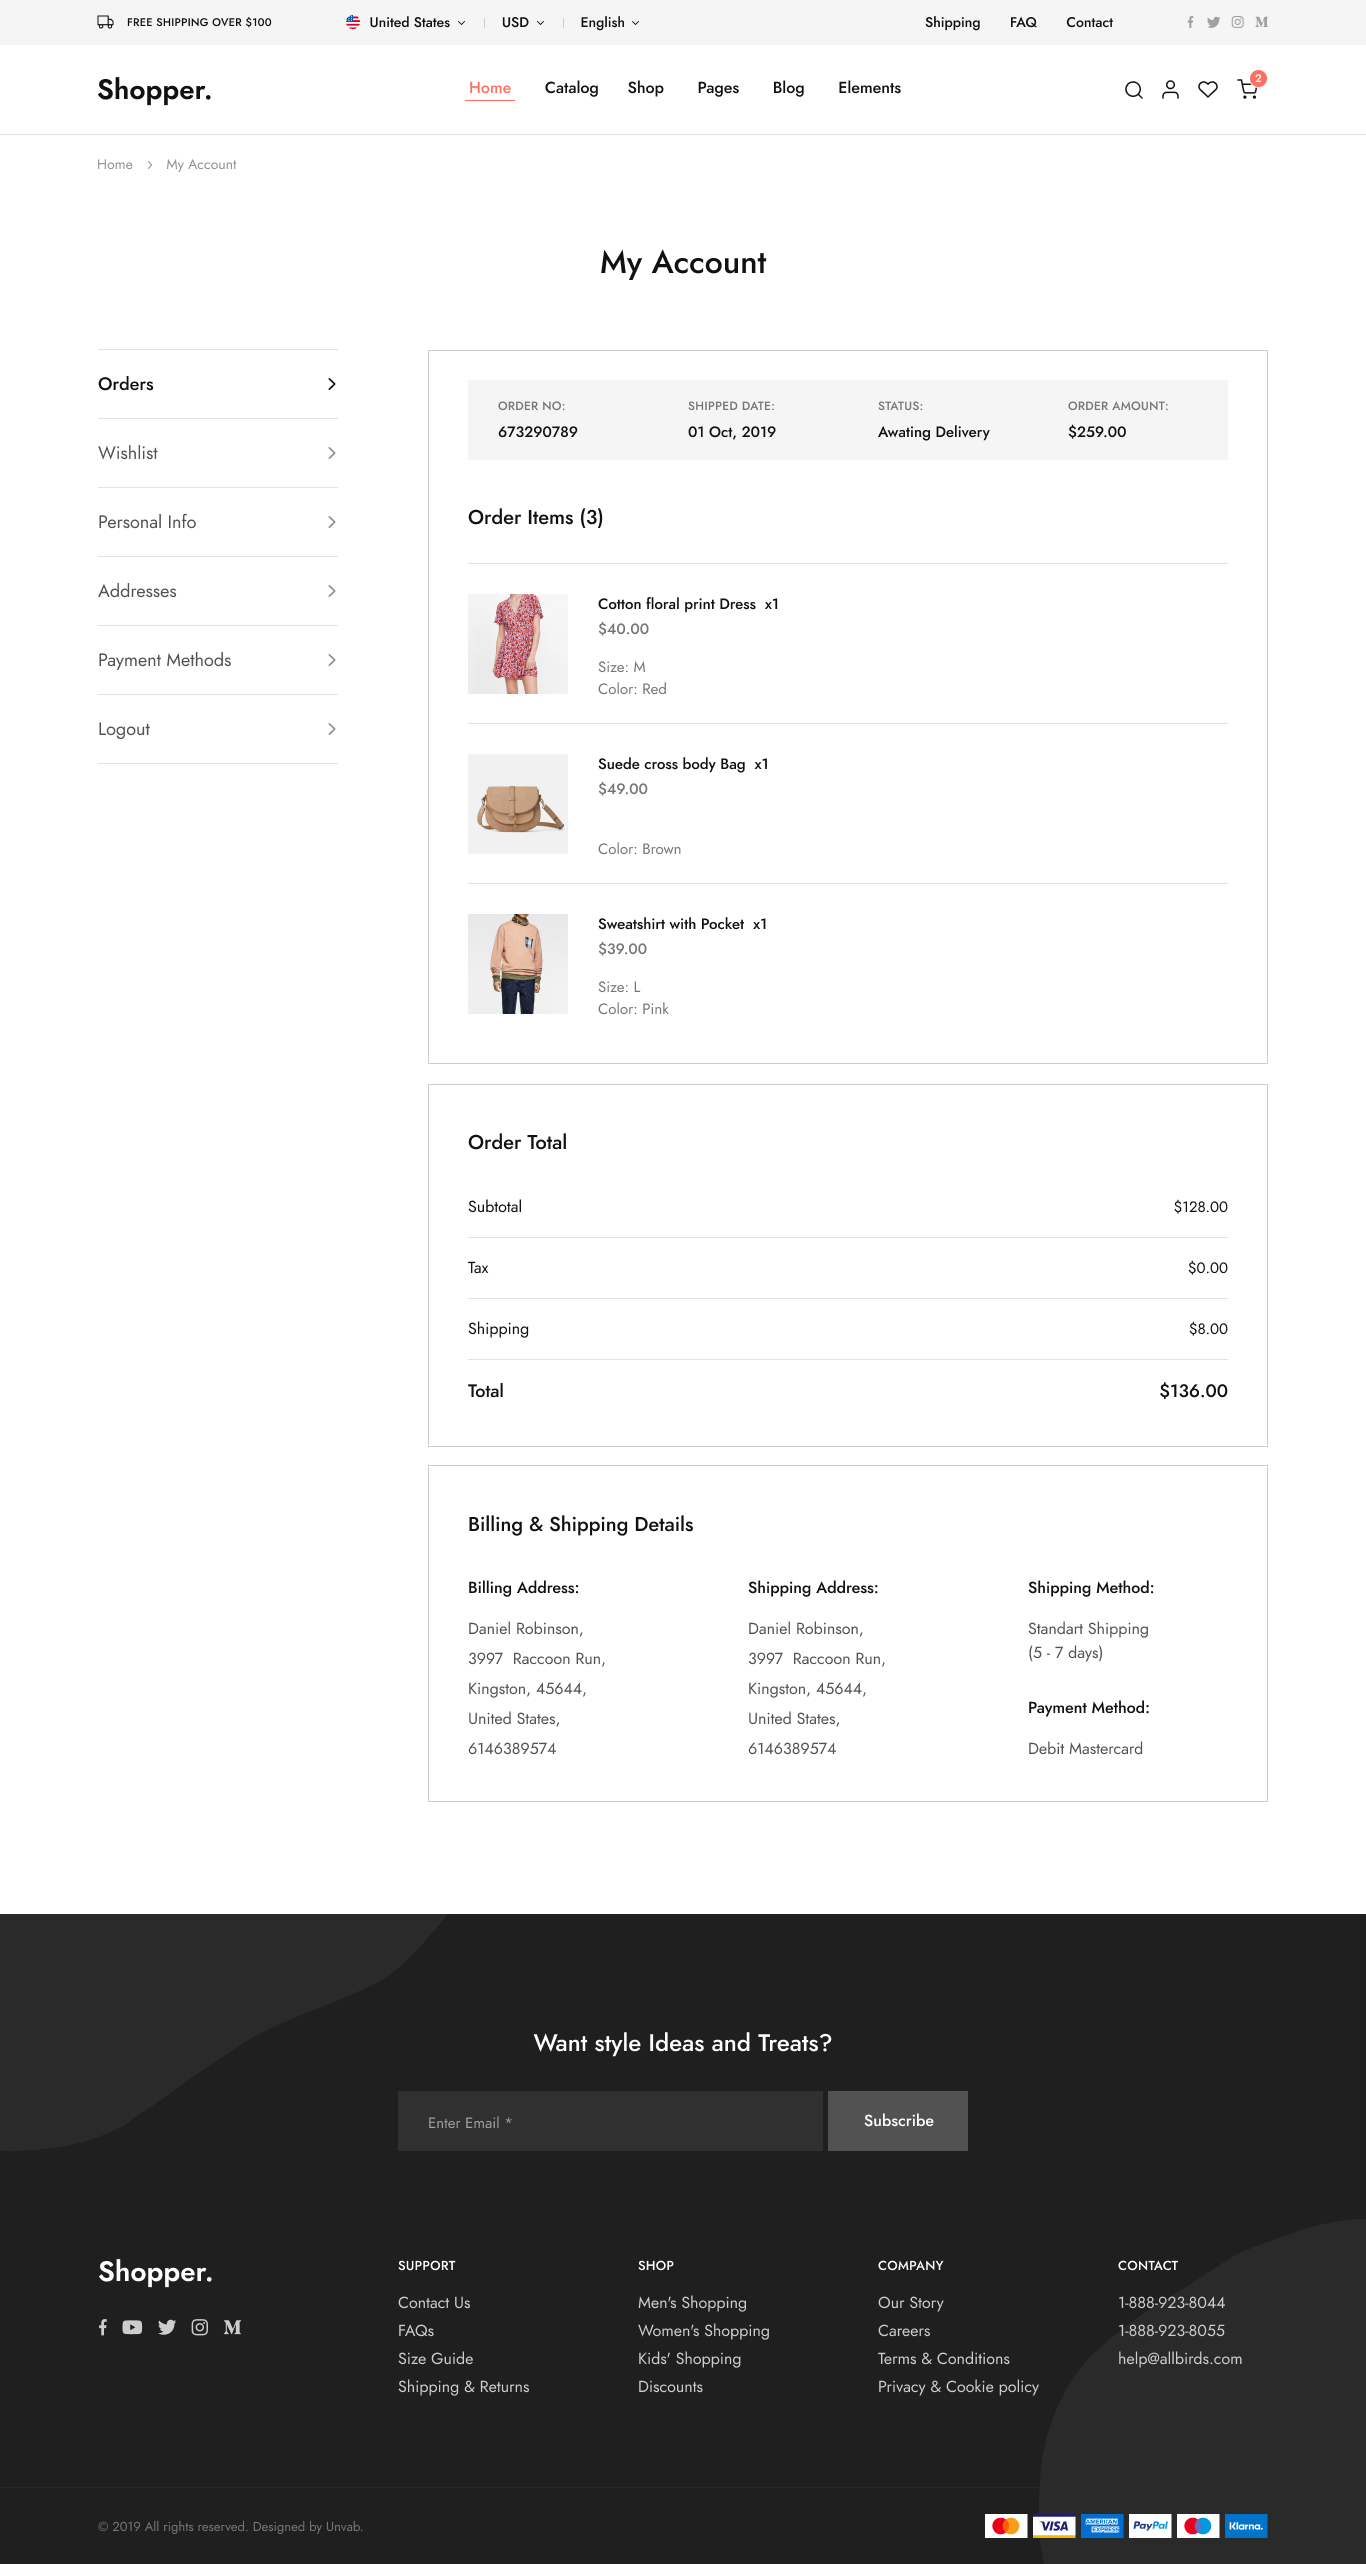 FREE SHIPPING OVER $100 United States USD English Shipping FAQ Contact
Shopper. Home Catalog Shop Pages Blog Elements 2
Home > My Account
My Account
Orders
Wishlist
Personal Info
Addresses
Payment Methods
Logout
ORDER NO: SHIPPED DATE: STATUS: ORDER AMOUNT:
673290789 01 Oct, 2019 Awating Delivery $259.00
Order Items (3)
Cotton floral print Dress x1
$40.00
Size: M
Color: Red
Suede cross body Bag x1
$49.00
Color: Brown
Sweatshirt with Pocket x1
$39.00
Size: L
Color: Pink
Order Total
Subtotal $128.00
Tax $0.00
Shipping $8.00
Total $136.00
Billing & Shipping Details
Billing Address:
Daniel Robinson,
3997 Raccoon Run,
Kingston, 45644,
United States,
6146389574
Shipping Address:
Daniel Robinson,
3997 Raccoon Run,
Kingston, 45644,
United States,
6146389574
Shipping Method:
Standart Shipping
(5 - 7 days)
Payment Method:
Debit Mastercard
Want style Ideas and Treats?
Enter Email * Subscribe
Shopper.
SUPPORT
Contact Us
FAQs
Size Guide
Shipping & Returns
SHOP
Men's Shopping
Women's Shopping
Kids' Shopping
Discounts
COMPANY
Our Story
Careers
Terms & Conditions
Privacy & Cookie policy
CONTACT
1-888-923-8044
1-888-923-8055
help@allbirds.com
© 2019 All rights reserved. Designed by Unvab.
VISA AMERICAN EXPRESS PayPal Klarna.